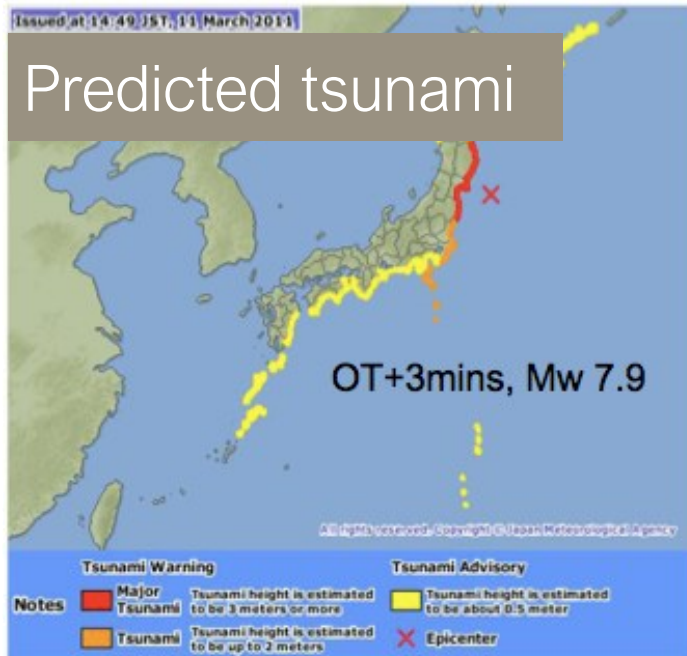 Issued at 14:49 JST, 11 March 2011
Predicted tsunami
OT+3mins, Mw 7.9
All rights reserved. Copyright © Japan Meteorological Agency
Notes
Tsunami Warning
Major Tsunami
Tsunami height is estimated
to be 3 meters or more
Tsunami
Tsunami height is estimated
to be up to 2 meters
Tsunami Advisory
Tsunami height is estimated
to be about 0.5 meter
Epicenter